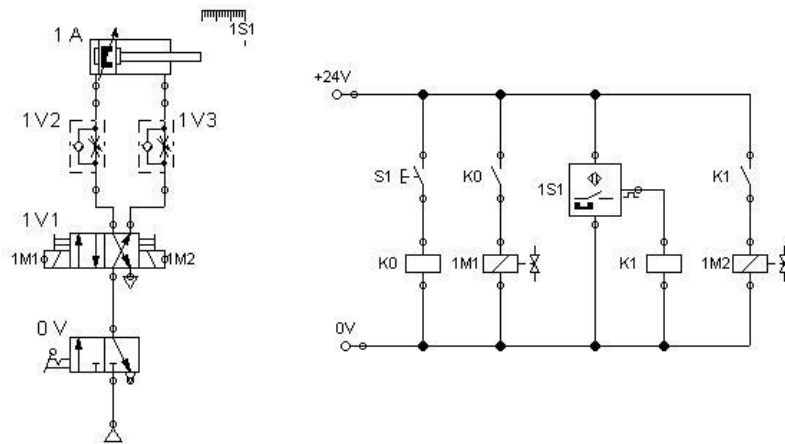 1S1
1 A
+24V
1V2 1V3
S1 K0 1S1 K1
1V1
1M1 1M2
K0 1M1 K1 1M2
0 V
0V